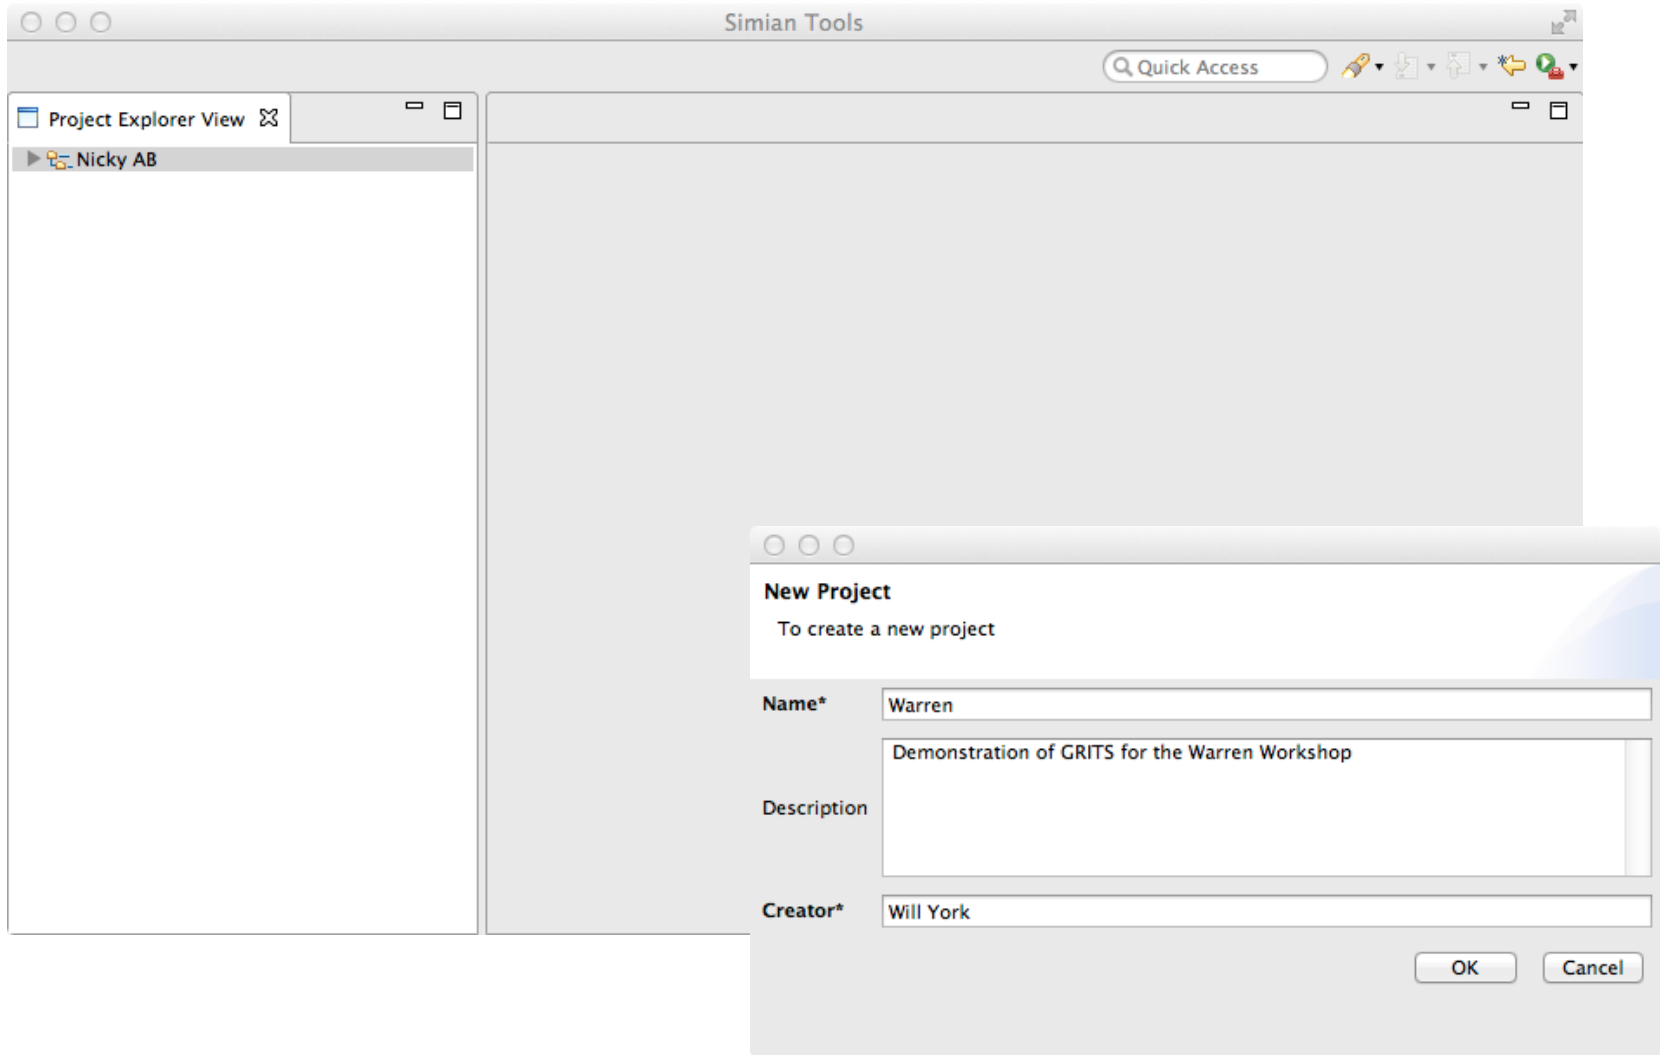 Simian Tools
Quick Access
Project Explorer View
Nicky AB
New Project
To create a new project
Name* Warren
Description Demonstration of GRITS for the Warren Workshop
Creator* Will York
OK Cancel